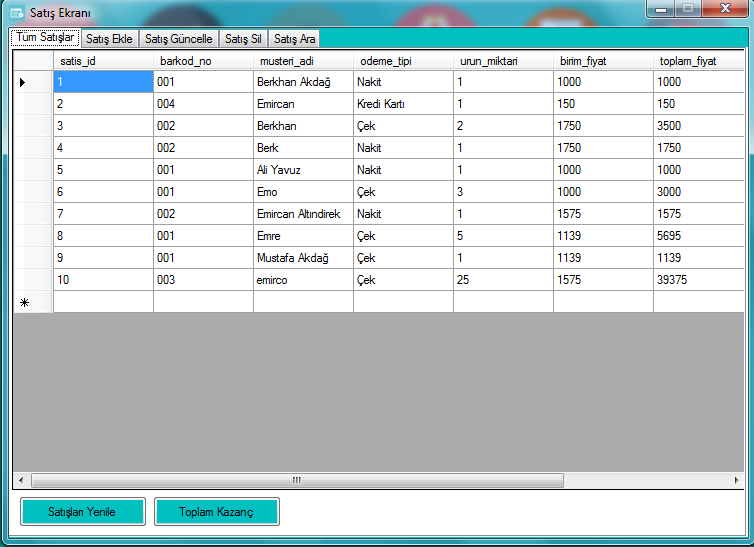 Satış Ekranı
Tüm Satışlar Satış Ekle Satış Güncelle Satış Sil Satış Ara
satis_id barkod_no musteri_adi odeme_tipi urun_miktari birim_fiyat toplam_fiyat
1 001 Berkhan Akdağ Nakit 1 1000 1000
2 004 Emircan Kredi Kartı 1 150 150
3 002 Berkhan Çek 2 1750 3500
4 002 Berk Nakit 1 1750 1750
5 001 Ali Yavuz Nakit 1 1000 1000
6 001 Emo Çek 3 1000 3000
7 002 Emircan Altındirek Nakit 1 1575 1575
8 001 Emre Çek 5 1139 5695
9 001 Mustafa Akdağ Çek 1 1139 1139
10 003 emirco Çek 25 1575 39375
Satışları Yenile Toplam Kazanç